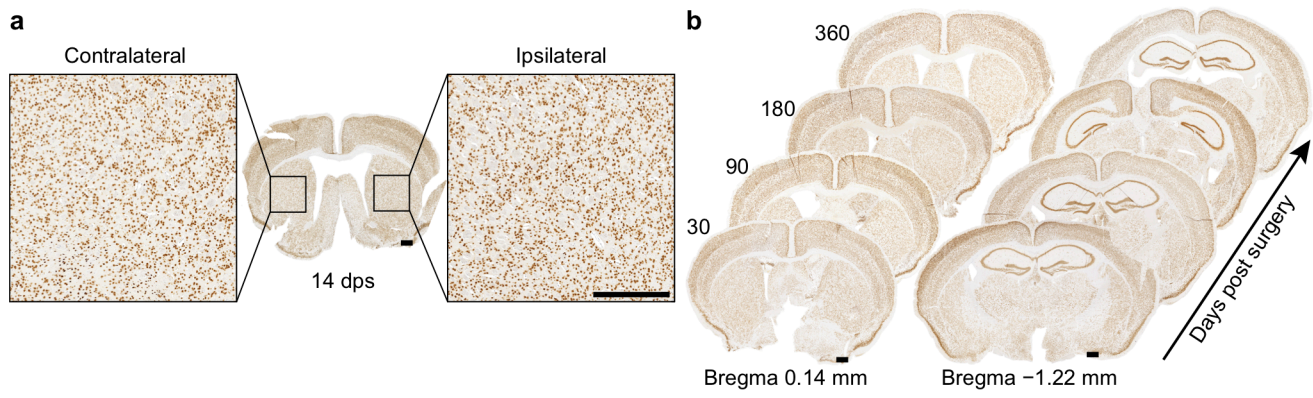 a
Contralateral
Ipsilateral
14 dps
b
360
180
90
30
Bregma 0.14 mm
Bregma −1.22 mm
Days post surgery